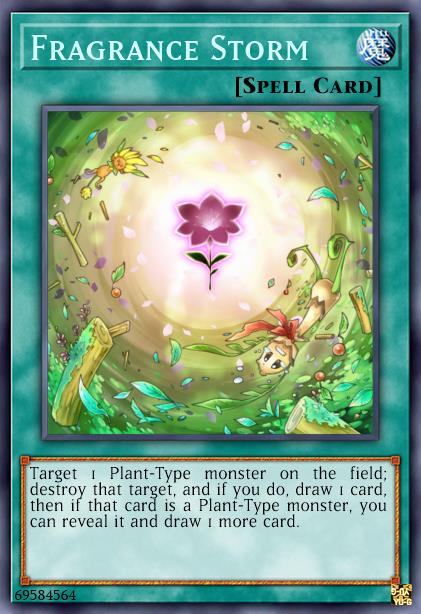 Fragrance Storm
魔
[Spell Card]
Target 1 Plant-Type monster on the field;
destroy that target, and if you do, draw 1 card,
then if that card is a Plant-Type monster, you
can reveal it and draw 1 more card.
69584564